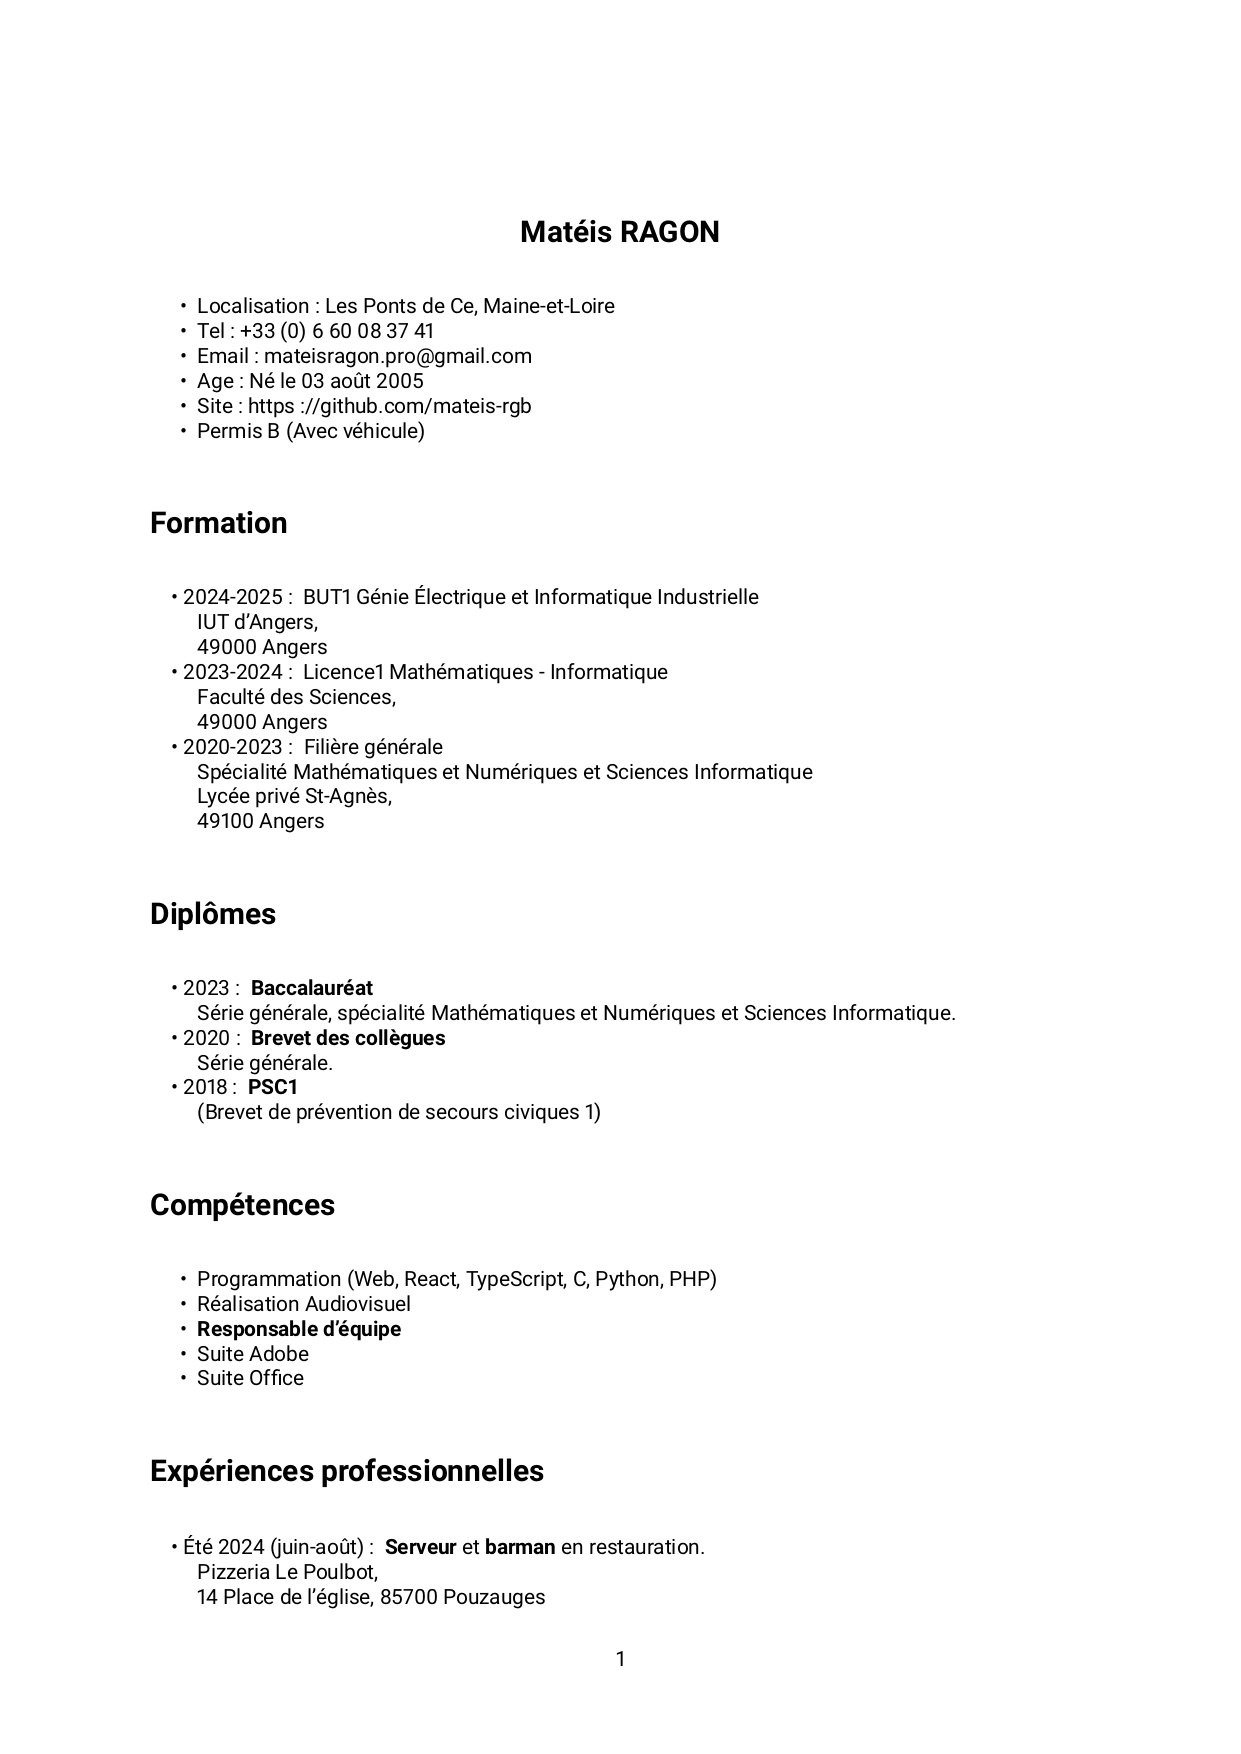 Matéis RAGON
• Localisation : Les Ponts de Ce, Maine-et-Loire
• Tel : +33 (0) 6 60 08 37 41
• Email : mateisragon.pro@gmail.com
• Age : Né le 03 août 2005
• Site : https ://github.com/mateis-rgb
• Permis B (Avec véhicule)
Formation
• 2024-2025 : BUT1 Génie Électrique et Informatique Industrielle
IUT d’Angers,
49000 Angers
• 2023-2024 : Licence1 Mathématiques - Informatique
Faculté des Sciences,
49000 Angers
• 2020-2023 : Filière générale
Spécialité Mathématiques et Numériques et Sciences Informatique
Lycée privé St-Agnès,
49100 Angers
Diplômes
• 2023 : Baccalauréat
Série générale, spécialité Mathématiques et Numériques et Sciences Informatique.
• 2020 : Brevet des collègues
Série générale.
• 2018 : PSC1
(Brevet de prévention de secours civiques 1)
Compétences
• Programmation (Web, React, TypeScript, C, Python, PHP)
• Réalisation Audiovisuel
• Responsable d’équipe
• Suite Adobe
• Suite Office
Expériences professionnelles
• Été 2024 (juin-août) : Serveur et barman en restauration.
Pizzeria Le Poulbot,
14 Place de l’église, 85700 Pouzauges
1